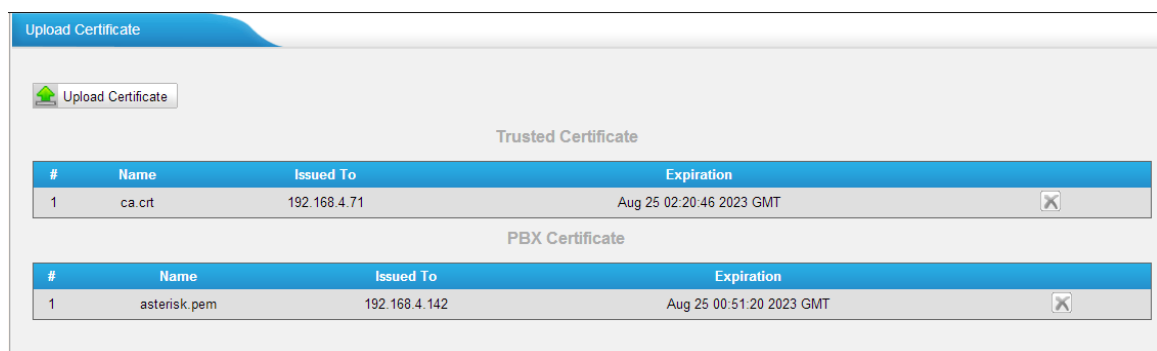 Upload Certificate
Upload Certificate
Trusted Certificate
# Name Issued To Expiration
1 ca.crt 192.168.4.71 Aug 25 02:20:46 2023 GMT
PBX Certificate
# Name Issued To Expiration
1 asterisk.pem 192.168.4.142 Aug 25 00:51:20 2023 GMT